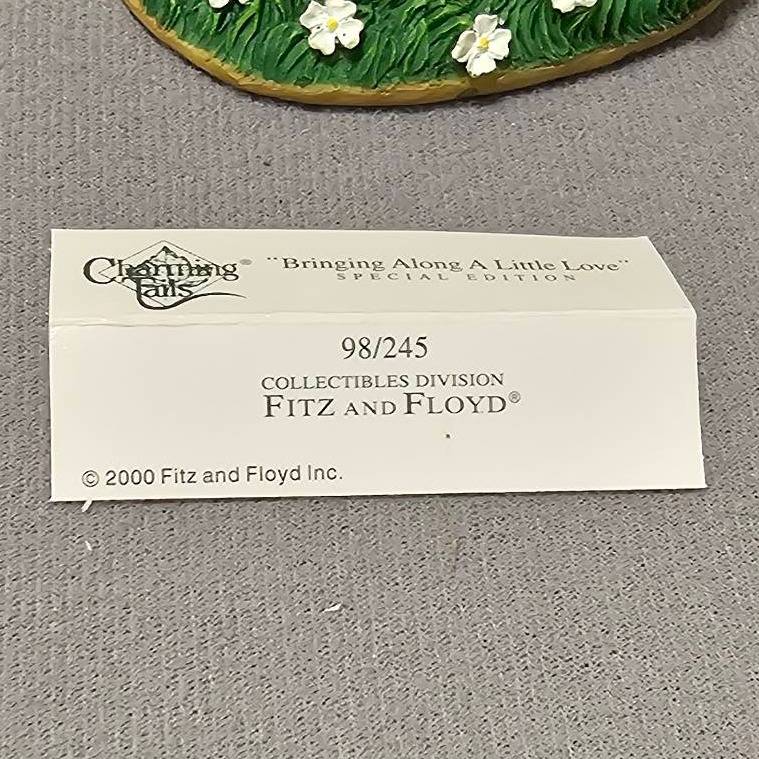 Charming Tails® "Bringing Along A Little Love"
SPECIAL EDITION
98/245
COLLECTIBLES DIVISION
FITZ AND FLOYD®
© 2000 Fitz and Floyd Inc.